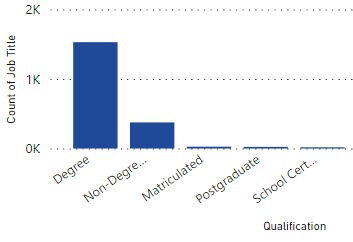 Count of Job Title
2K
1K
0K
Degree
Non-Degre...
Matriculated
Postgraduate
School Cert...
Qualification